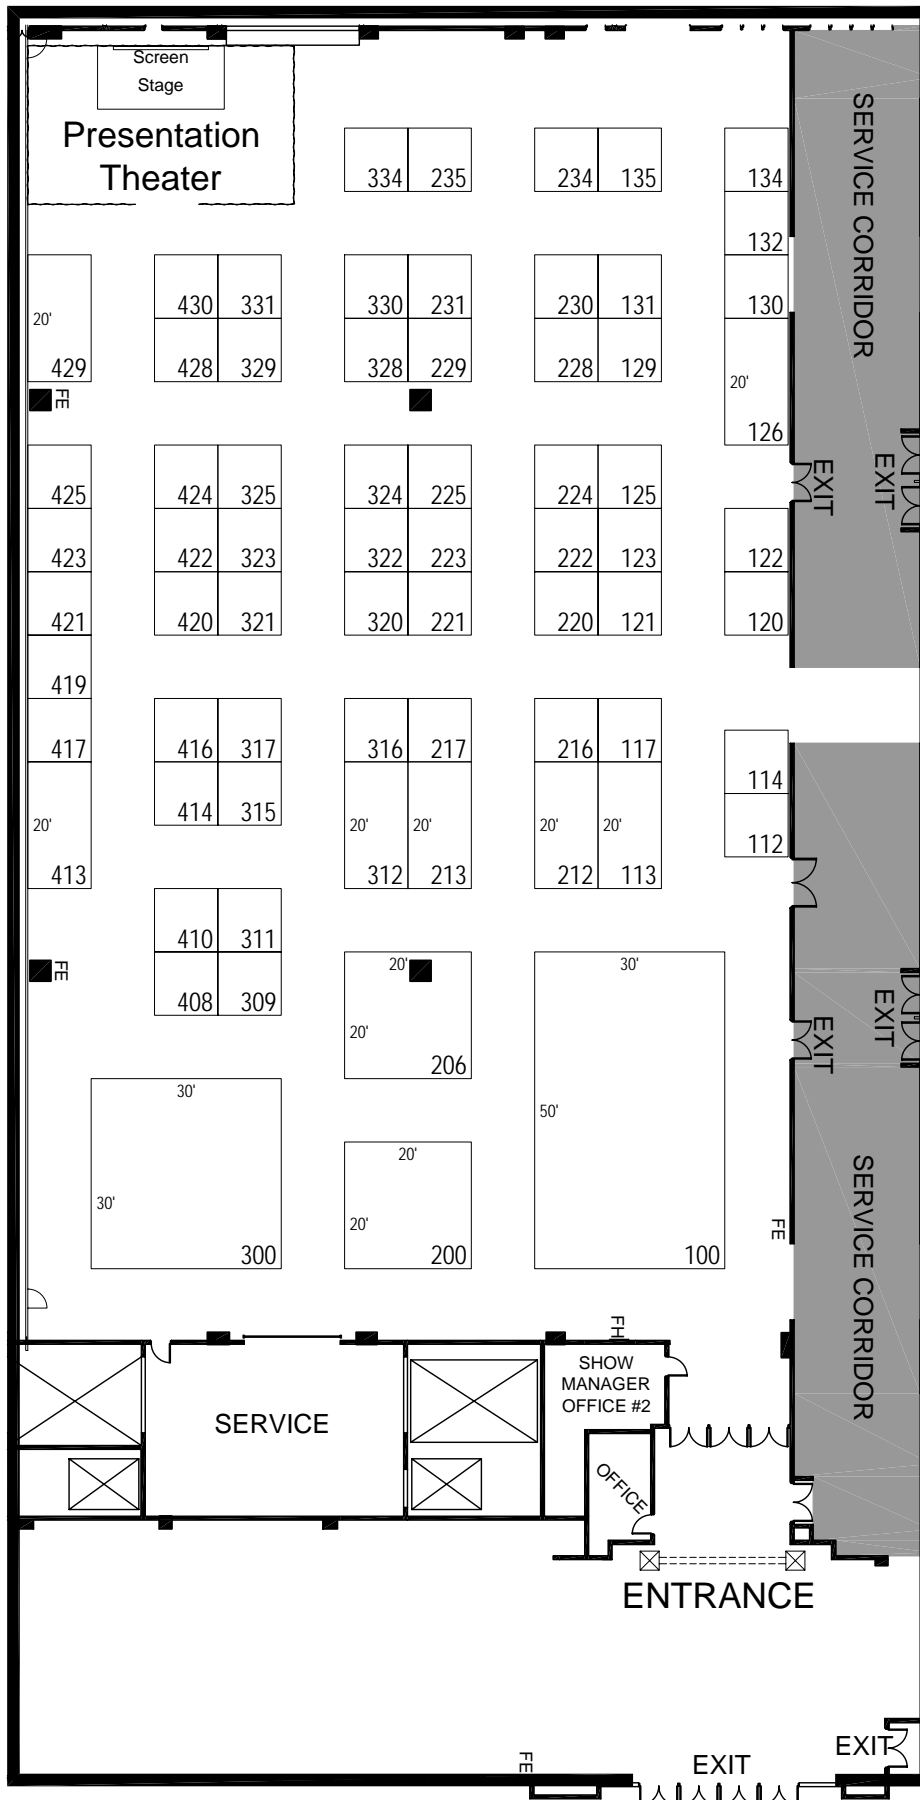 Screen
Stage
Presentation
Theater
SERVICE CORRIDOR
334 235 234 135 134
132
430 331 330 231 230 131 130
20'
429 428 329 328 229 228 129
20'
FE
126
425 424 325 324 225 224 125
EXIT EXIT
423 422 323 322 223 222 123 122
421 420 321 320 221 220 121 120
419
417 416 317 316 217 216 117
114
20' 414 315 20' 20' 20' 20'
112
413 312 213 212 113
410 311
FE
20' 30'
408 309
EXIT EXIT
20'
206
30'
50'
20'
30'
20'
FE
SERVICE CORRIDOR
300 200 100
FH
SHOW
MANAGER
OFFICE #2
SERVICE
OFFICE
ENTRANCE
EXIT
FE
EXIT